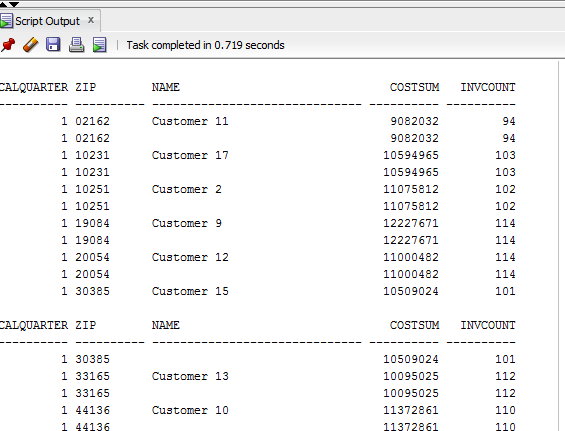 Script Output x
Task completed in 0.719 seconds
CALQUARTER ZIP NAME COSTSUM INVCOUNT
---------- ---------- ------------------------------ ---------- ----------
1 02162 Customer 11 9082032 94
1 02162 9082032 94
1 10231 Customer 17 10594965 103
1 10231 10594965 103
1 10251 Customer 2 11075812 102
1 10251 11075812 102
1 19084 Customer 9 12227671 114
1 19084 12227671 114
1 20054 Customer 12 11000482 114
1 20054 11000482 114
1 30385 Customer 15 10509024 101
CALQUARTER ZIP NAME COSTSUM INVCOUNT
---------- ---------- ------------------------------ ---------- ----------
1 30385 10509024 101
1 33165 Customer 13 10095025 112
1 33165 10095025 112
1 44136 Customer 10 11372861 110
1 44136 11372861 110